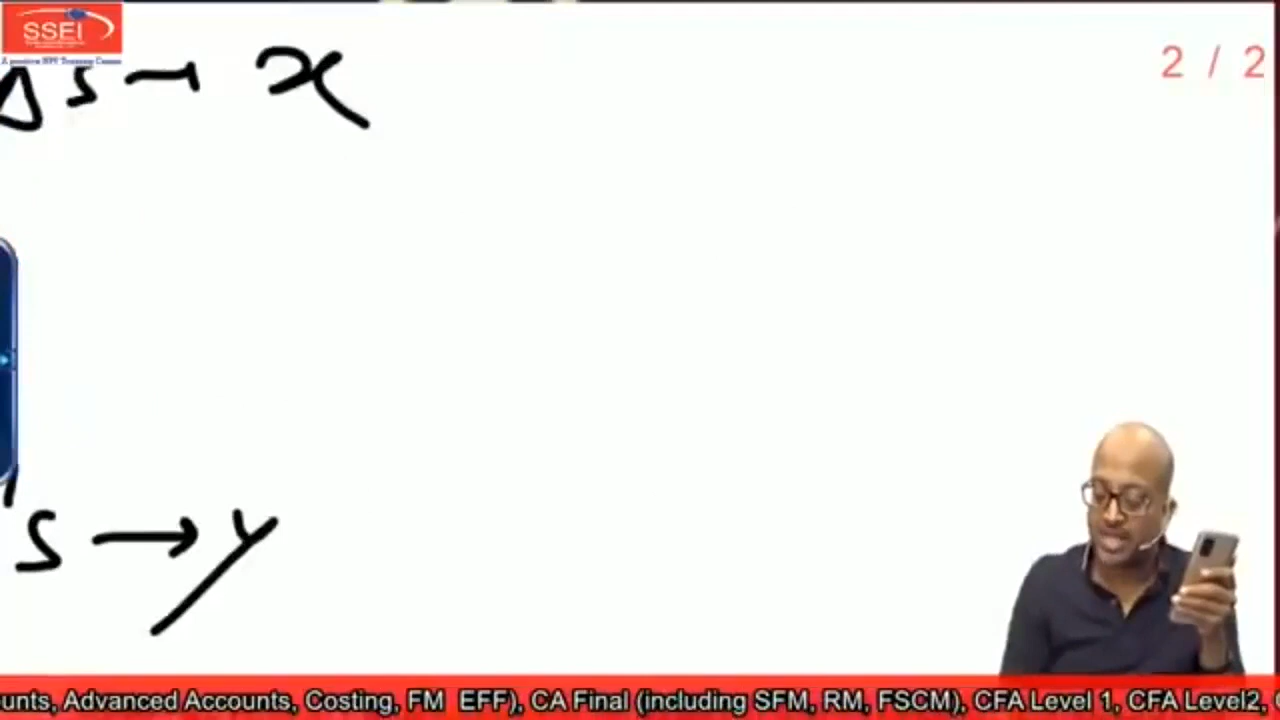 SSEI
2 / 2
Δ s → x
s → y
unts, Advanced Accounts, Costing, FM EFF), CA Final (including SFM, RM, FSCM), CFA Level 1, CFA Level2,